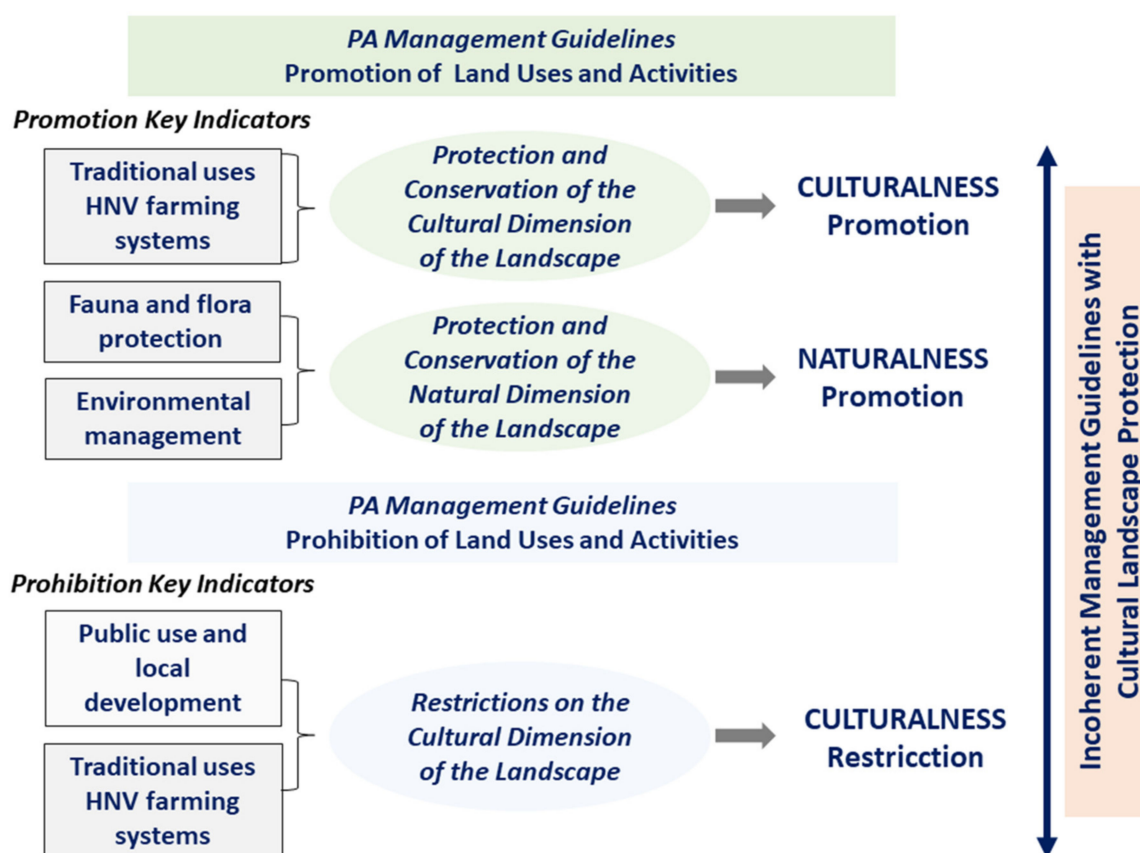 PA Management Guidelines
Promotion of Land Uses and Activities
Promotion Key Indicators
Traditional uses
HNV farming
systems
Protection and
Conservation of the
Cultural Dimension
of the Landscape
CULTURALNESS
Promotion
Fauna and flora
protection
Environmental
management
Protection and
Conservation of the
Natural Dimension
of the Landscape
NATURALNESS
Promotion
PA Management Guidelines
Prohibition of Land Uses and Activities
Prohibition Key Indicators
Public use and
local
development
Traditional uses
HNV farming
systems
Restrictions on the
Cultural Dimension
of the Landscape
CULTURALNESS
Restricction
Incoherent Management Guidelines with
Cultural Landscape Protection